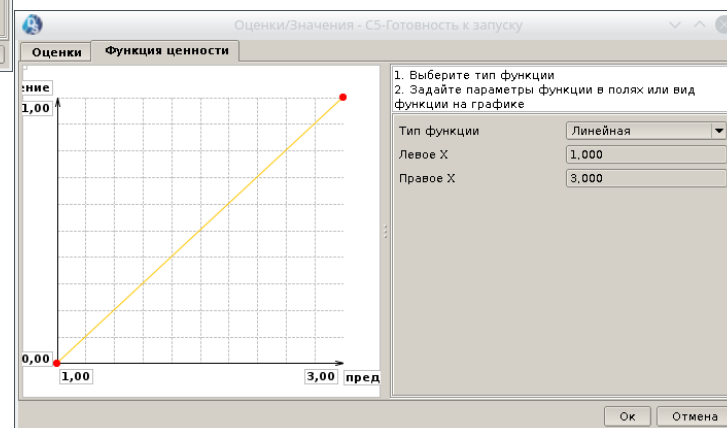 Оценки/Значения - C5-Готовность к запуску
Оценки
Функция ценности
1. Выберите тип функции
2. Задайте параметры функции в полях или вид
функции на графике
ние
1,00
Тип функции
Линейная
Левое X
1,000
Правое X
3,000
0,00
1,00
3,00
пред
Ок
Отмена